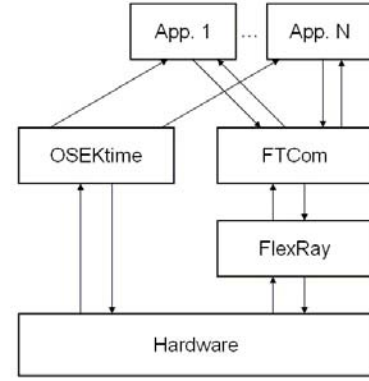 App. 1 ... App. N
OSEKtime FTCom
FlexRay
Hardware